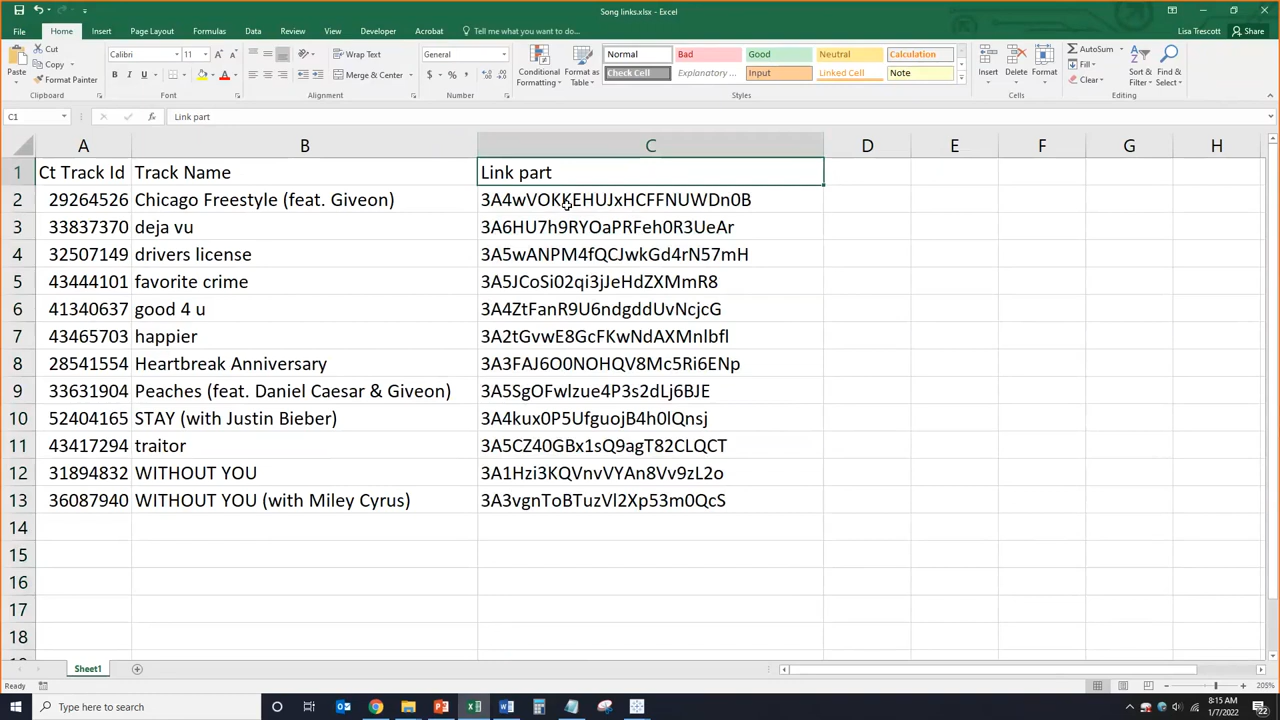 Song links.xlsx - Excel
File Home Insert Page Layout Formulas Data Review View Developer Acrobat Tell me what you want to do... Lisa Trescott Share
Cut
Copy
Format Painter
Paste
Clipboard
Calibri 11
B I U
Font
Wrap Text
Merge & Center
Alignment
General
$ % ,
Number
Conditional Formatting
Format as Table
Normal Bad Good Neutral Calculation
Check Cell Explanatory ... Input Linked Cell Note
Styles
Insert Delete Format
Cells
AutoSum
Fill
Clear
Sort & Filter
Find & Select
Editing
C1 fx Link part
A B C D E F G H
1 Ct Track Id Track Name Link part
2 29264526 Chicago Freestyle (feat. Giveon) 3A4wVOKKEHUJxHCFFNUWDn0B
3 33837370 deja vu 3A6HU7h9RYOaPRFeh0R3UeAr
4 32507149 drivers license 3A5wANPM4fQCJwkGd4rN57mH
5 43444101 favorite crime 3A5JCoSi02qi3jJeHdZXMmR8
6 41340637 good 4 u 3A4ZtFanR9U6ndgddUvNcjcG
7 43465703 happier 3A2tGvwE8GcFKwNdAXMnlbfl
8 28541554 Heartbreak Anniversary 3A3FAJ6O0NOHQV8Mc5Ri6ENp
9 33631904 Peaches (feat. Daniel Caesar & Giveon) 3A5SgOFwlzue4P3s2dLj6BJE
10 52404165 STAY (with Justin Bieber) 3A4kux0P5UfguojB4h0lQnsj
11 43417294 traitor 3A5CZ40GBx1sQ9agT82CLQCT
12 31894832 WITHOUT YOU 3A1Hzi3KQVnvVYAn8Vv9zL2o
13 36087940 WITHOUT YOU (with Miley Cyrus) 3A3vgnToBTuzVl2Xp53m0QcS
14
15
16
17
18
Sheet1
Ready 205%
Type here to search
8:15 AM
1/7/2022